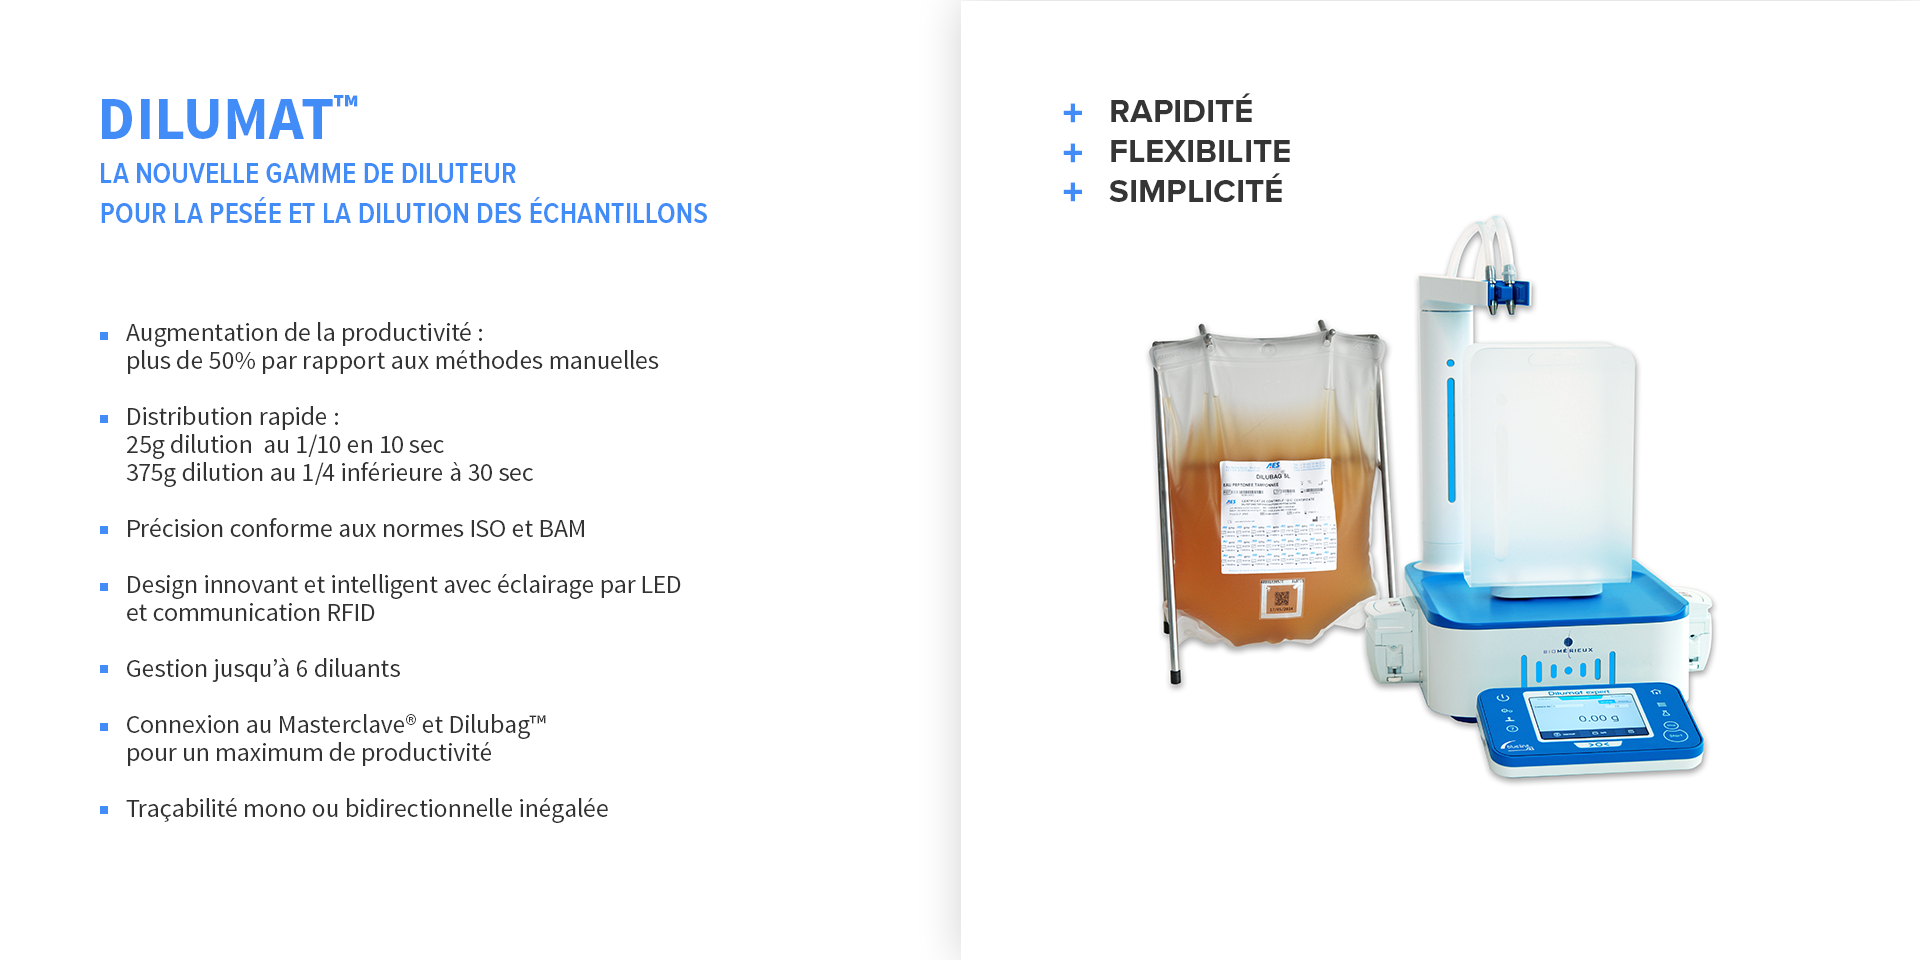 DILUMAT™
LA NOUVELLE GAMME DE DILUTEUR
POUR LA PESÉE ET LA DILUTION DES ÉCHANTILLONS
Augmentation de la productivité :
plus de 50% par rapport aux méthodes manuelles
Distribution rapide :
25g dilution au 1/10 en 10 sec
375g dilution au 1/4 inférieure à 30 sec
Précision conforme aux normes ISO et BAM
Design innovant et intelligent avec éclairage par LED
et communication RFID
Gestion jusqu’à 6 diluants
Connexion au Masterclave® et Dilubag™
pour un maximum de productivité
Traçabilité mono ou bidirectionnelle inégalée
+ RAPIDITÉ
+ FLEXIBILITE
+ SIMPLICITÉ
AES
DILUBAG 5L
EAU PEPTONEE TAMPONNEE
AES
BIOMÉRIEUX
Dilumat expert
0.00 g
>0<